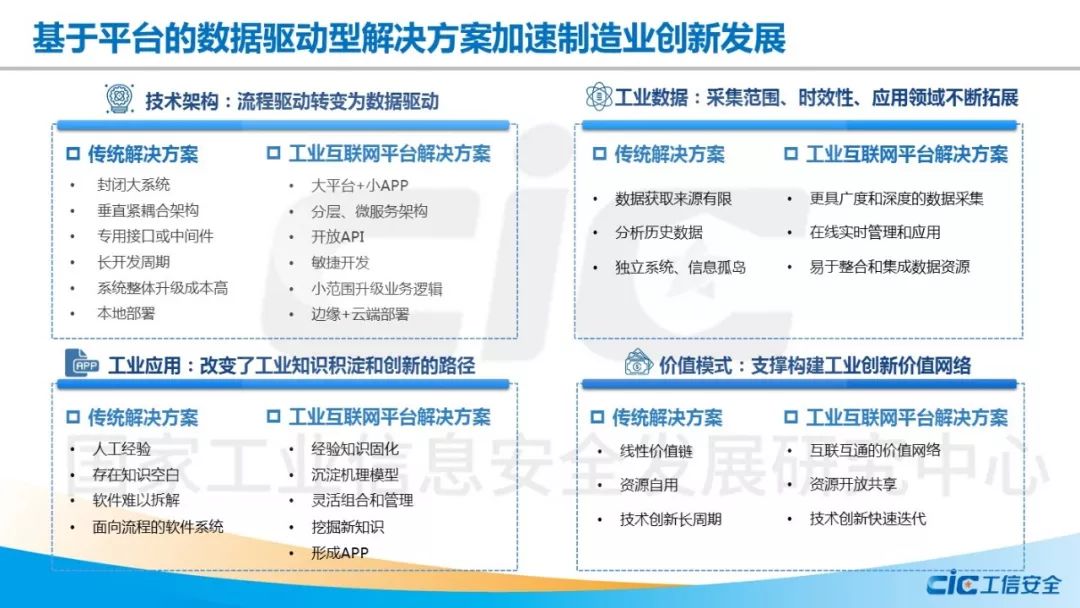 基于平台的数据驱动型解决方案加速制造业创新发展
技术架构：流程驱动转变为数据驱动
传统解决方案
• 封闭大系统
• 垂直紧耦合架构
• 专用接口或中间件
• 长开发周期
• 系统整体升级成本高
• 本地部署
工业互联网平台解决方案
• 大平台+小APP
• 分层、微服务架构
• 开放API
• 敏捷开发
• 小范围升级业务逻辑
• 边缘+云端部署
工业数据：采集范围、时效性、应用领域不断拓展
传统解决方案
• 数据获取来源有限
• 分析历史数据
• 独立系统、信息孤岛
工业互联网平台解决方案
• 更具广度和深度的数据采集
• 在线实时管理和应用
• 易于整合和集成数据资源
APP
工业应用：改变了工业知识积淀和创新的路径
传统解决方案
• 人工经验
• 存在知识空白
• 软件难以拆解
• 面向流程的软件系统
工业互联网平台解决方案
• 经验知识固化
• 沉淀机理模型
• 灵活组合和管理
• 挖掘新知识
• 形成APP
价值模式：支撑构建工业创新价值网络
传统解决方案
• 线性价值链
• 资源自用
• 技术创新长周期
工业互联网平台解决方案
• 互联互通的价值网络
• 资源开放共享
• 技术创新快速迭代
CIC
国家工业信息安全发展研究中心
CIC工信安全